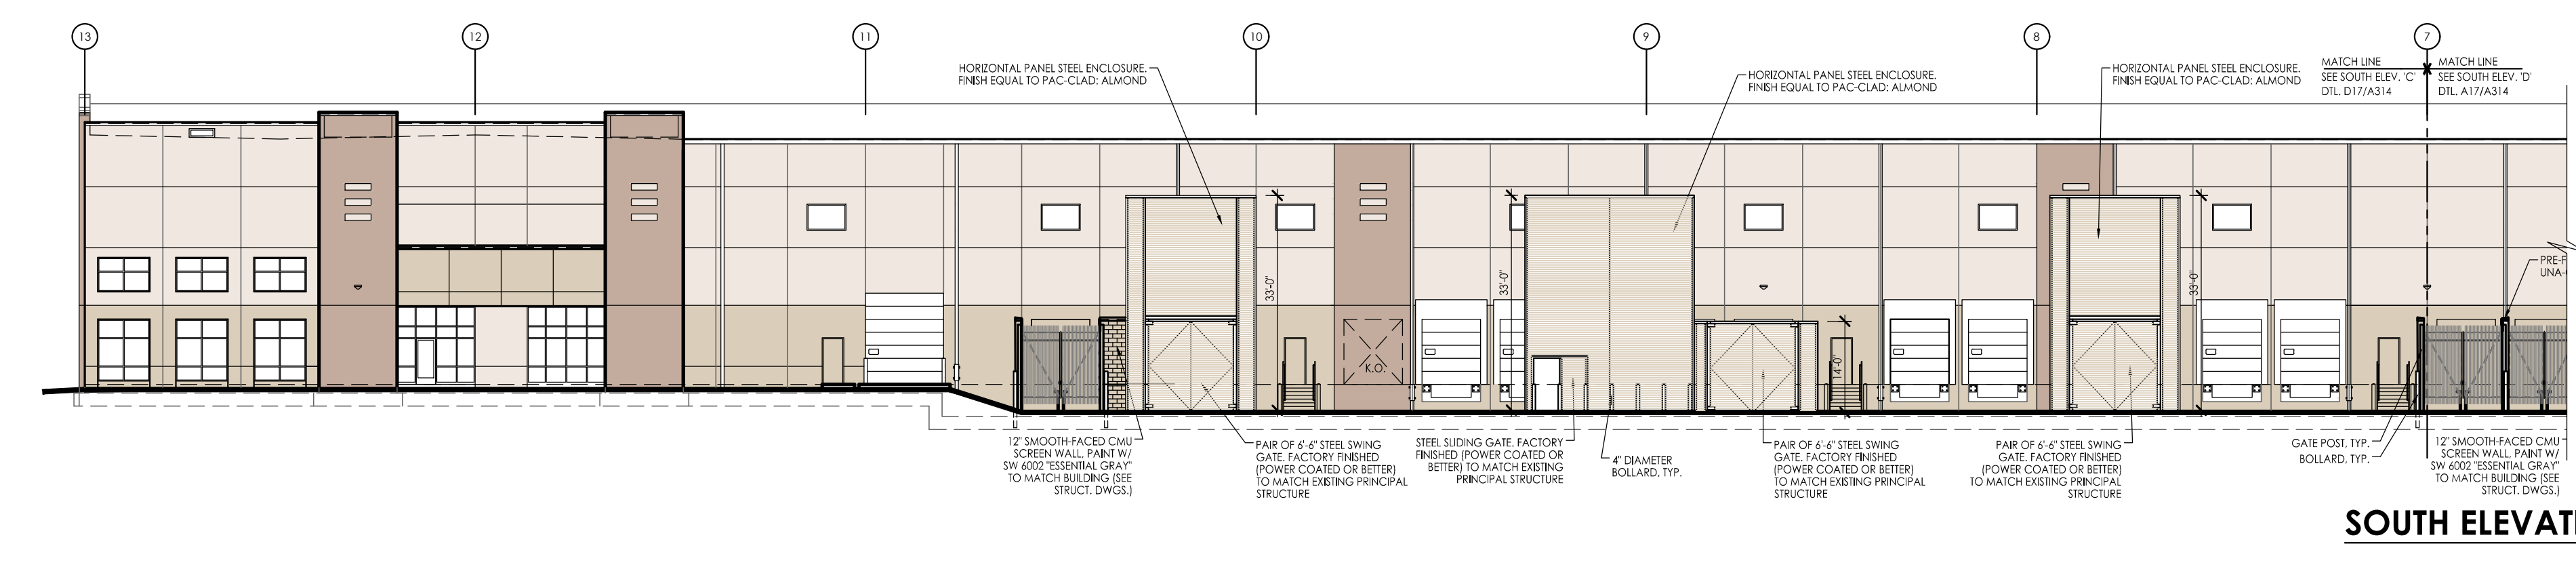 13
12
11
10
9
8
7
HORIZONTAL PANEL STEEL ENCLOSURE.
FINISH EQUAL TO PAC-CLAD: ALMOND
HORIZONTAL PANEL STEEL ENCLOSURE.
FINISH EQUAL TO PAC-CLAD: ALMOND
HORIZONTAL PANEL STEEL ENCLOSURE.
FINISH EQUAL TO PAC-CLAD: ALMOND
MATCH LINE
SEE SOUTH ELEV. 'C'
DTL. D17/A314
MATCH LINE
SEE SOUTH ELEV. 'D'
DTL. A17/A314
33'-0"
33'-0"
33'-0"
14'-0"
K.O.
PRE-F
UNA-
12" SMOOTH-FACED CMU
SCREEN WALL, PAINT W/
SW 6002 "ESSENTIAL GRAY"
TO MATCH BUILDING (SEE
STRUCT. DWGS.)
PAIR OF 6'-6" STEEL SWING
GATE. FACTORY FINISHED
(POWER COATED OR BETTER)
TO MATCH EXISTING PRINCIPAL
STRUCTURE
STEEL SLIDING GATE. FACTORY
FINISHED (POWER COATED OR
BETTER) TO MATCH EXISTING
PRINCIPAL STRUCTURE
4" DIAMETER
BOLLARD, TYP.
PAIR OF 6'-6" STEEL SWING
GATE. FACTORY FINISHED
(POWER COATED OR BETTER)
TO MATCH EXISTING PRINCIPAL
STRUCTURE
PAIR OF 6'-6" STEEL SWING
GATE. FACTORY FINISHED
(POWER COATED OR BETTER)
TO MATCH EXISTING PRINCIPAL
STRUCTURE
GATE POST, TYP.
BOLLARD, TYP.
12" SMOOTH-FACED CMU
SCREEN WALL, PAINT W/
SW 6002 "ESSENTIAL GRAY"
TO MATCH BUILDING (SEE
STRUCT. DWGS.)
SOUTH ELEVATI